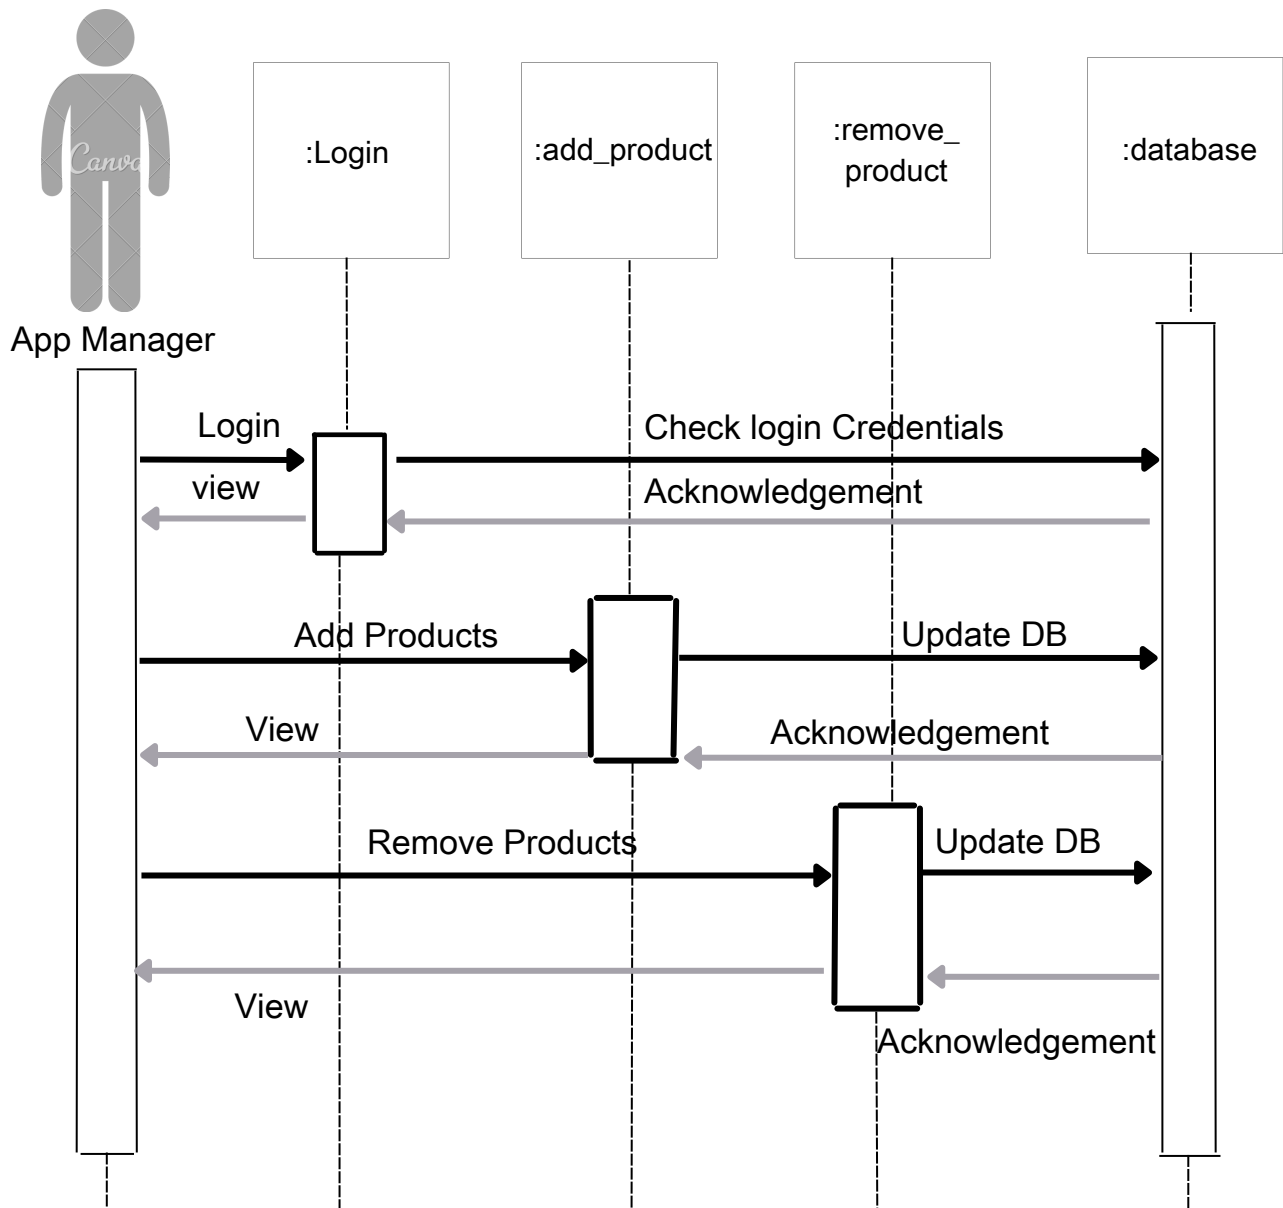 Canva
:Login
:add_product
:remove_
product
:database
App Manager
Login
Check login Credentials
view
Acknowledgement
Add Products
Update DB
View
Acknowledgement
Remove Products
Update DB
View
Acknowledgement